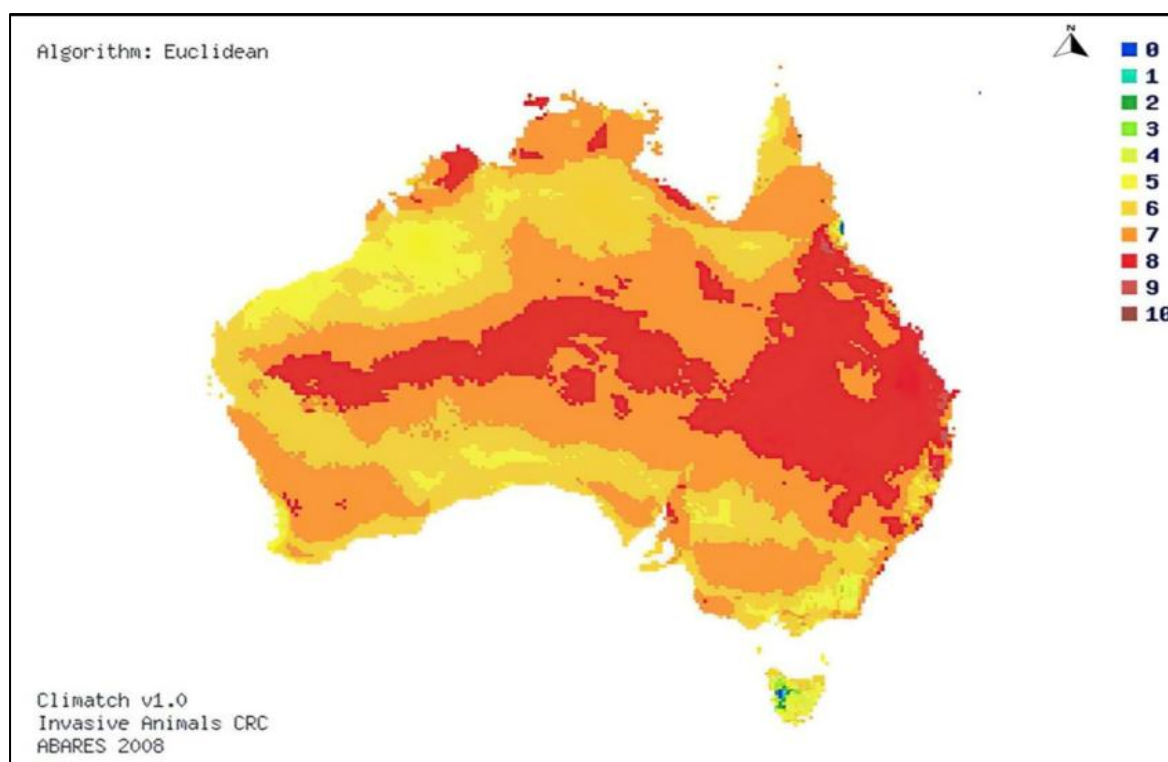 Algorithm: Euclidean
N
0
1
2
3
4
5
6
7
8
9
10
Climatch v1.0
Invasive Animals CRC
ABARES 2008